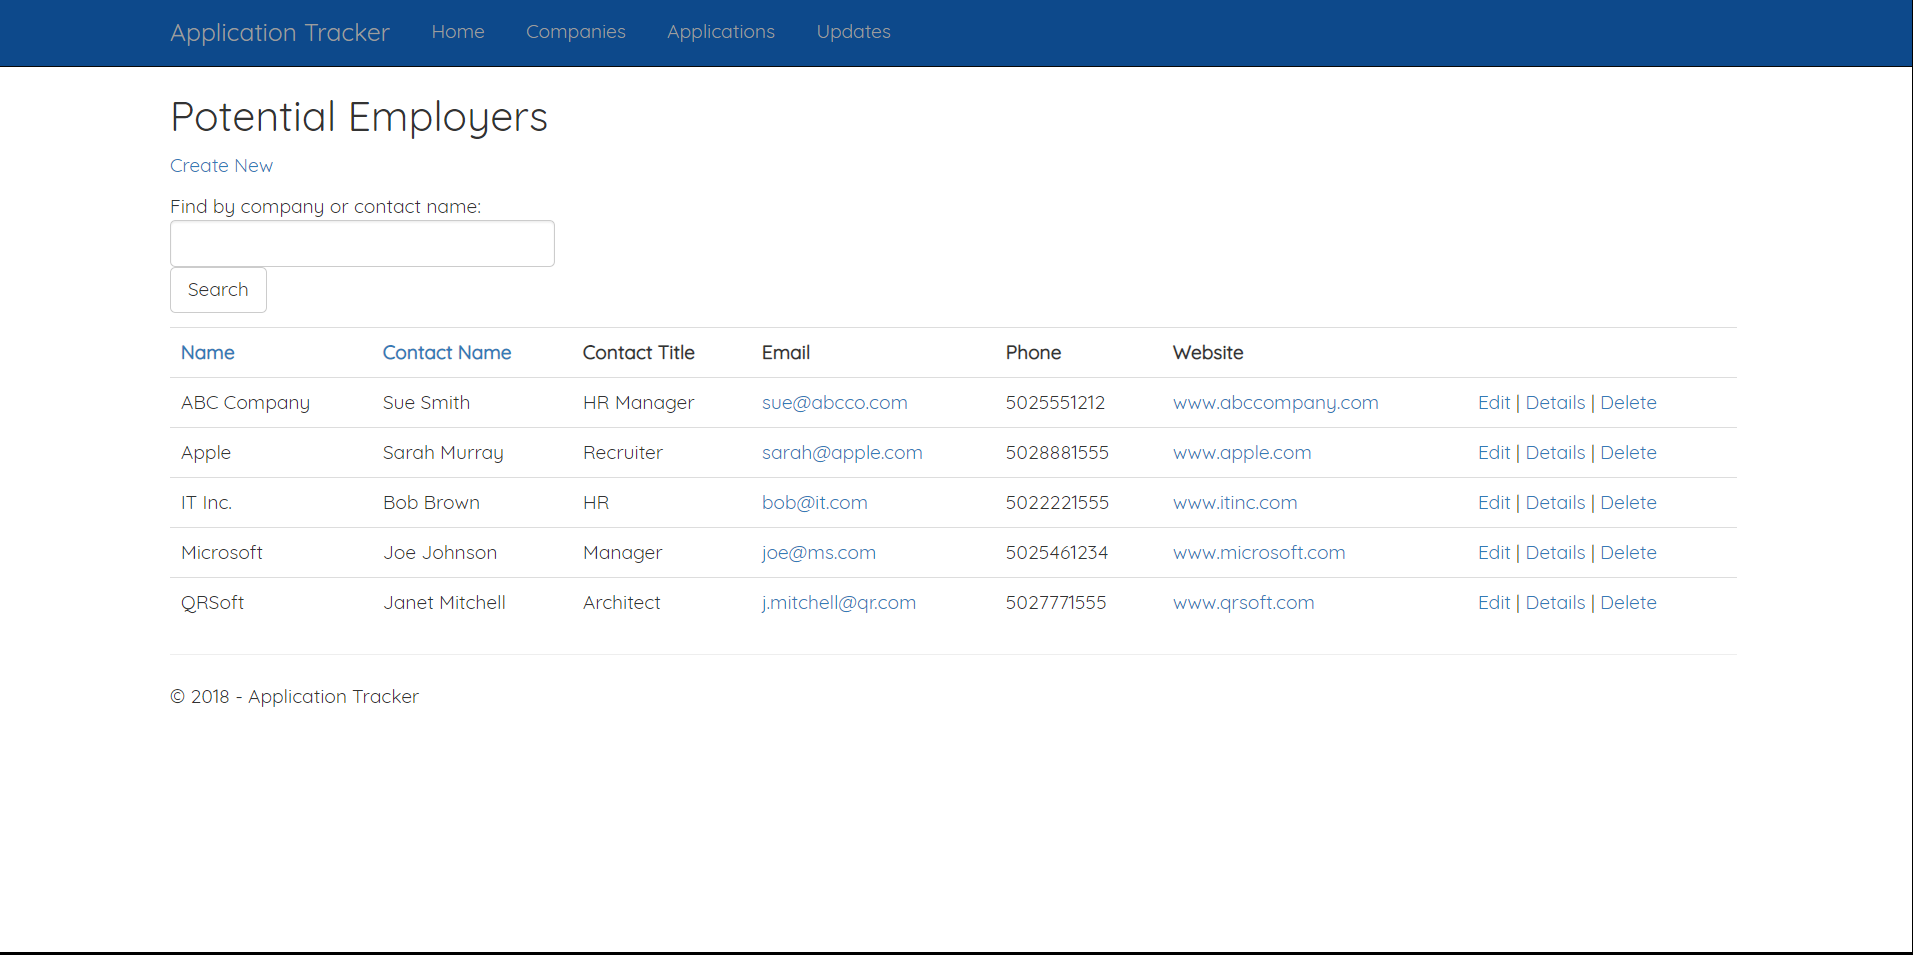 Application Tracker Home Companies Applications Updates
Potential Employers
Create New
Find by company or contact name:
Search
Name Contact Name Contact Title Email Phone Website
ABC Company Sue Smith HR Manager sue@abcco.com 5025551212 www.abccompany.com Edit | Details | Delete
Apple Sarah Murray Recruiter sarah@apple.com 5028881555 www.apple.com Edit | Details | Delete
IT Inc. Bob Brown HR bob@it.com 5022221555 www.itinc.com Edit | Details | Delete
Microsoft Joe Johnson Manager joe@ms.com 5025461234 www.microsoft.com Edit | Details | Delete
QRSoft Janet Mitchell Architect j.mitchell@qr.com 5027771555 www.qrsoft.com Edit | Details | Delete
© 2018 - Application Tracker